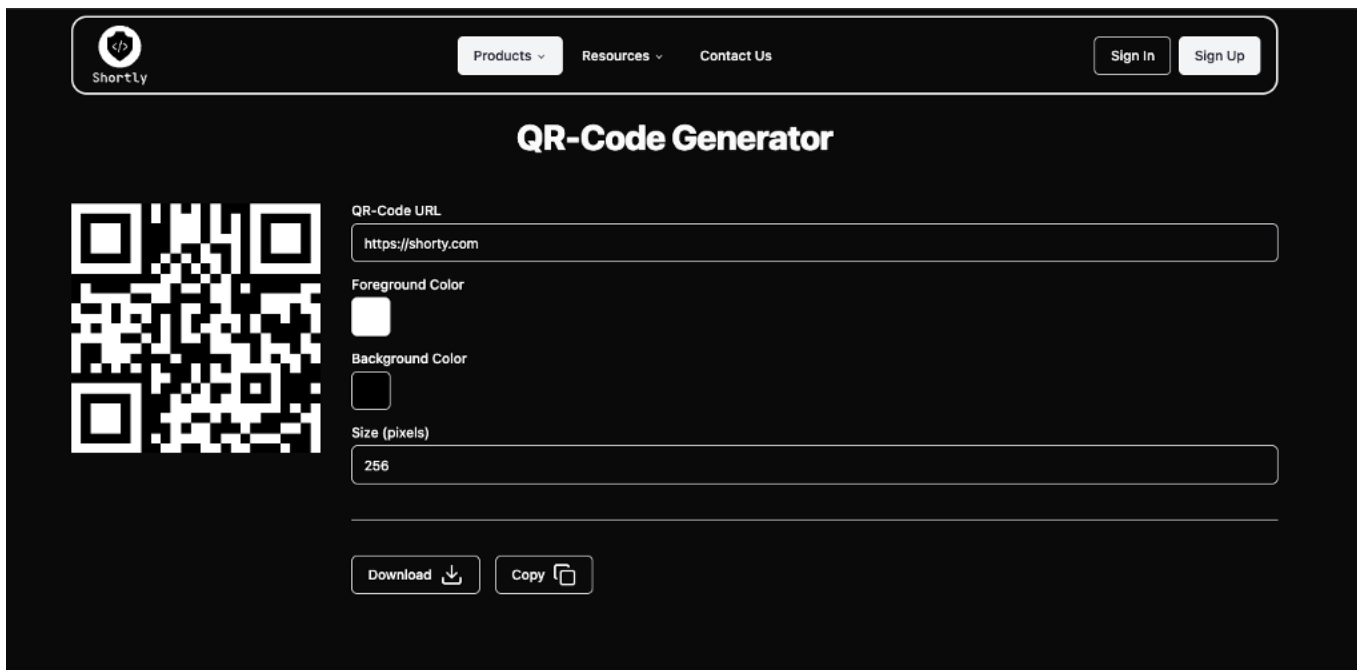 </>
Shortly
Products
Resources
Contact Us
Sign In
Sign Up
QR-Code Generator
QR-Code URL
https://shorty.com
Foreground Color
Background Color
Size (pixels)
256
Download
Copy